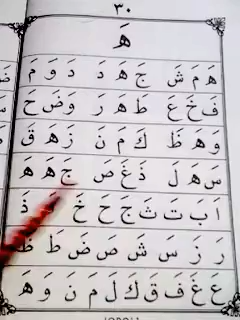 ٣٠
هَ
هَ مَ شَ جَ هَ دَ دَ وَ مَ
فَ خَ عَ طَ هَ رَ وَ ضَ حَ
وَ هَ ظَ كَ مَ نَ زَ هَ قَ
سَ هَ لَ ذَ غَ صَ جَ هَ هَ
اَ بَ تَ ثَ جَ حَ خَ دَ ذَ
رَ زَ سَ شَ صَ ضَ طَ ظَ
عَ غَ فَ قَ كَ لَ مَ نَ وَ هَ